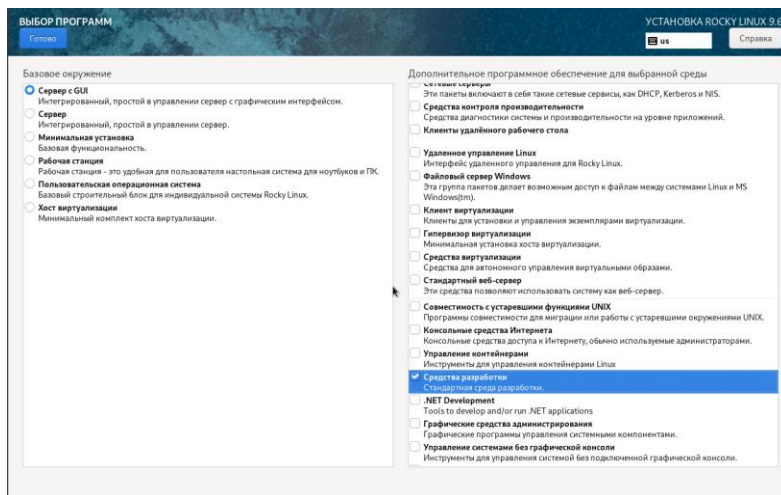 ВЫБОР ПРОГРАММ
УСТАНОВКА ROCKY LINUX 9.6
Готово
us
Справка
Базовое окружение
Сервер с GUI
Интегрированный, простой в управлении сервер с графическим интерфейсом.
Сервер
Интегрированный, простой в управлении сервер.
Минимальная установка
Базовая функциональность.
Рабочая станция
Рабочая станция - это удобная для пользователя настольная система для ноутбуков и ПК.
Пользовательская операционная система
Базовый строительный блок для индивидуальной системы Rocky Linux.
Хост виртуализации
Минимальный комплект хоста виртуализации.
Дополнительное программное обеспечение для выбранной среды
Сетевые серверы
Эти пакеты включают в себя такие сетевые сервисы, как DHCP, Kerberos и NIS.
Средства контроля производительности
Средства диагностики системы и производительности на уровне приложений.
Клиенты удалённого рабочего стола
Удаленное управление Linux
Интерфейс удаленного управления для Rocky Linux.
Файловый сервер Windows
Эта группа пакетов делает возможным доступ к файлам между системами Linux и MS
Windows(tm).
Клиент виртуализации
Клиенты для установки и управления экземплярами виртуализации.
Гипервизор виртуализации
Минимальная установка хоста виртуализации.
Средства виртуализации
Средства для автономного управления виртуальными образами.
Стандартный веб-сервер
Эти средства позволяют использовать систему как веб-сервер.
Совместимость с устаревшими функциями UNIX
Программы совместимости для миграции или работы с устаревшими окружениями UNIX.
Консольные средства Интернета
Консольные средства доступа к Интернету, обычно используемые администраторами.
Управление контейнерами
Инструменты для управления контейнерами Linux
Средства разработки
Стандартная среда разработки.
.NET Development
Tools to develop and/or run .NET applications
Графические средства администрирования
Графические программы управления системными компонентами.
Управление системами без графической консоли
Инструменты для управления системой без подключенной графической консоли.